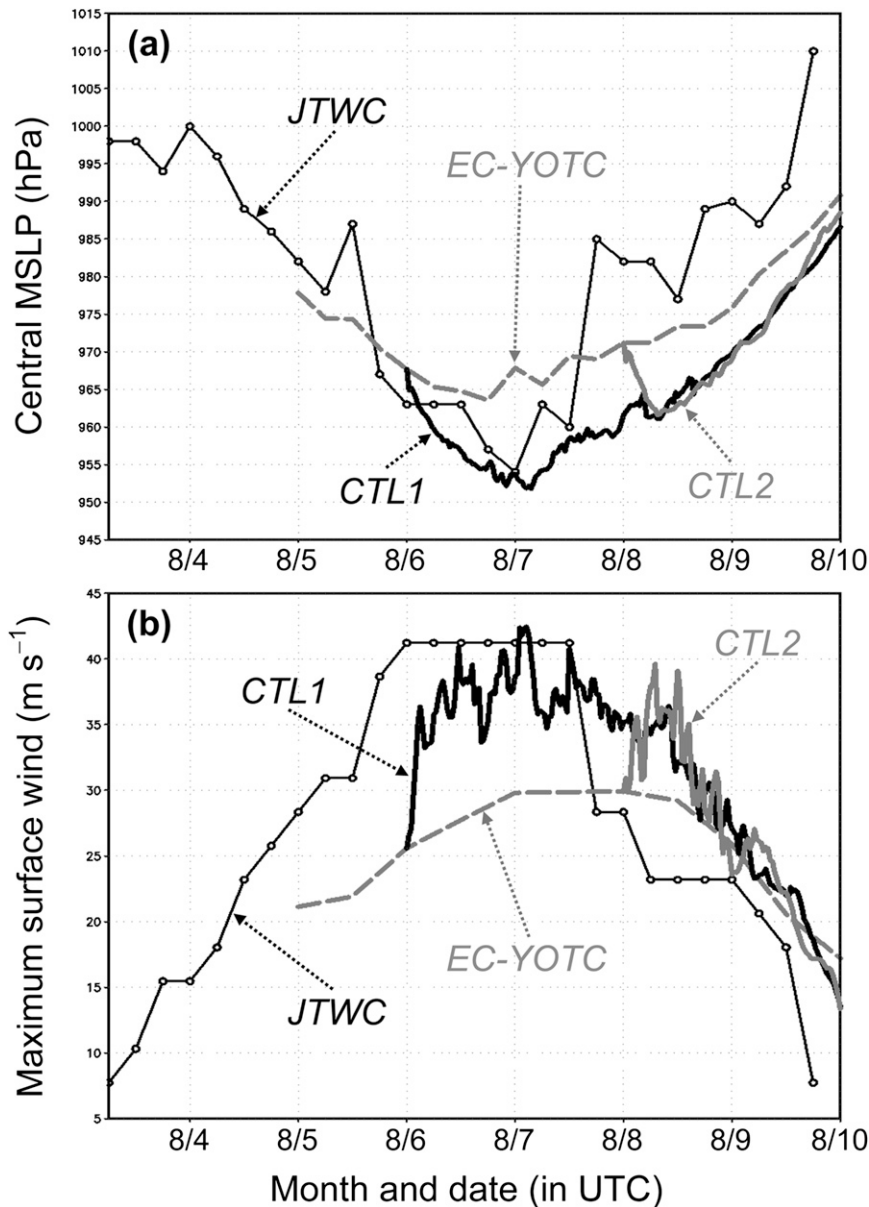 (a)
Central MSLP (hPa)
1015
1010
1005
1000
995
990
985
980
975
970
965
960
955
950
945
JTWC
EC-YOTC
CTL1
CTL2
8/4 8/5 8/6 8/7 8/8 8/9 8/10
(b)
Maximum surface wind (m s⁻¹)
45
40
35
30
25
20
15
10
5
CTL2
CTL1
EC-YOTC
JTWC
8/4 8/5 8/6 8/7 8/8 8/9 8/10
Month and date (in UTC)